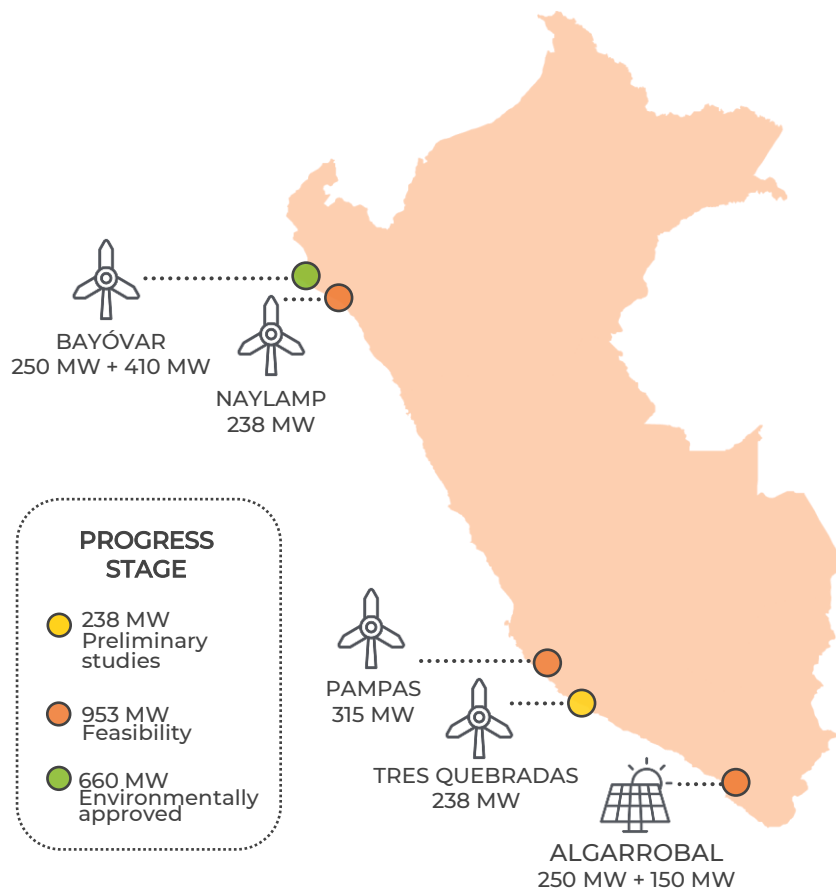 BAYÓVAR
250 MW + 410 MW
NAYLAMP
238 MW
PROGRESS
STAGE
238 MW
Preliminary
studies
953 MW
Feasibility
660 MW
Environmentally
approved
PAMPAS
315 MW
TRES QUEBRADAS
238 MW
ALGARROBAL
250 MW + 150 MW